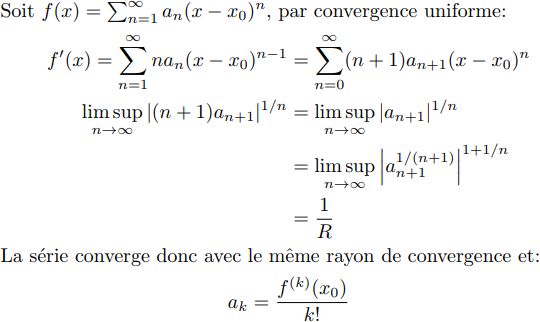 Soit $f(x) = \sum_{n=1}^{\infty} a_n(x - x_0)^n$, par convergence uniforme:
$f'(x) = \sum_{n=1}^{\infty} na_n(x - x_0)^{n-1} = \sum_{n=0}^{\infty} (n+1)a_{n+1}(x - x_0)^n$
$\limsup_{n\to\infty} |(n+1)a_{n+1}|^{1/n} = \limsup_{n\to\infty} |a_{n+1}|^{1/n}$
$= \limsup_{n\to\infty} \left|a_{n+1}^{1/(n+1)}\right|^{1+1/n}$
$= \frac{1}{R}$
La série converge donc avec le même rayon de convergence et:
$a_k = \frac{f^{(k)}(x_0)}{k!}$